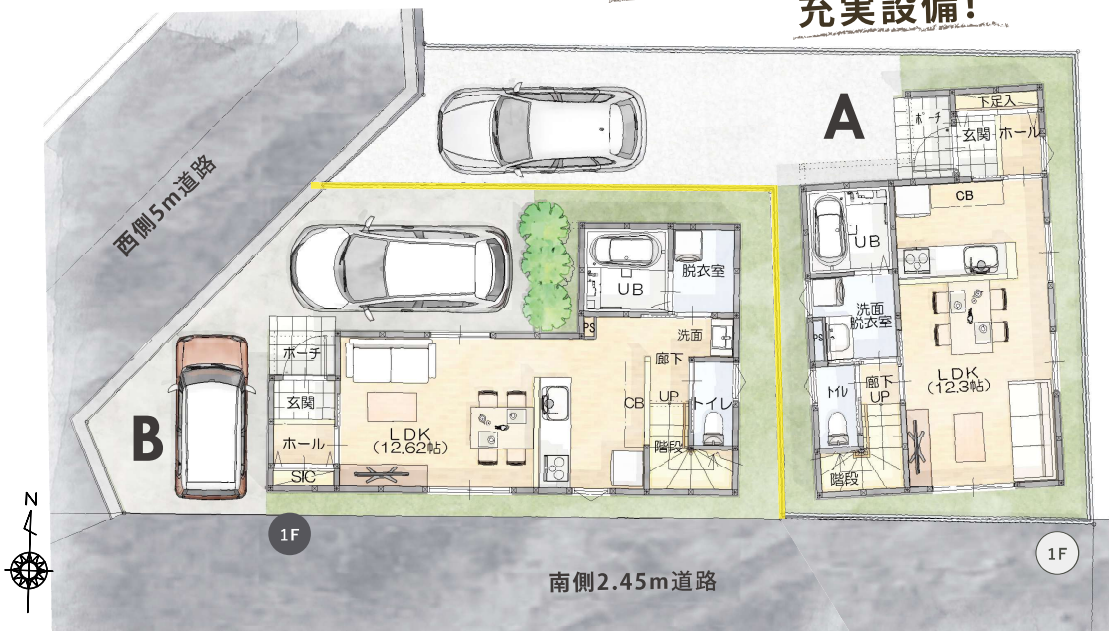 充実設備!
A
下足入
ポーチ
玄関
ホール
CB
UB
洗面
脱衣室
PS
LDK
(12.3帖)
トイレ
廊下
UP
階段
1F
西側5m道路
UB
脱衣室
PS
洗面
廊下
ポーチ
玄関
ホール
SIC
LDK
(12.62帖)
CB
UP
トイレ
階段
B
1F
N
南側2.45m道路